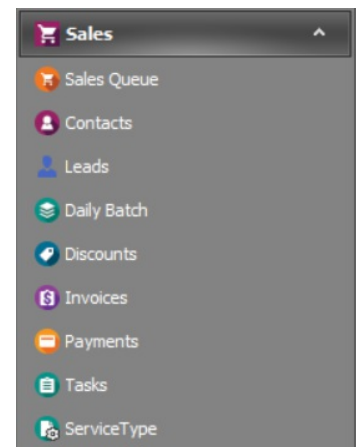 Sales
Sales Queue
Contacts
Leads
Daily Batch
Discounts
Invoices
Payments
Tasks
ServiceType